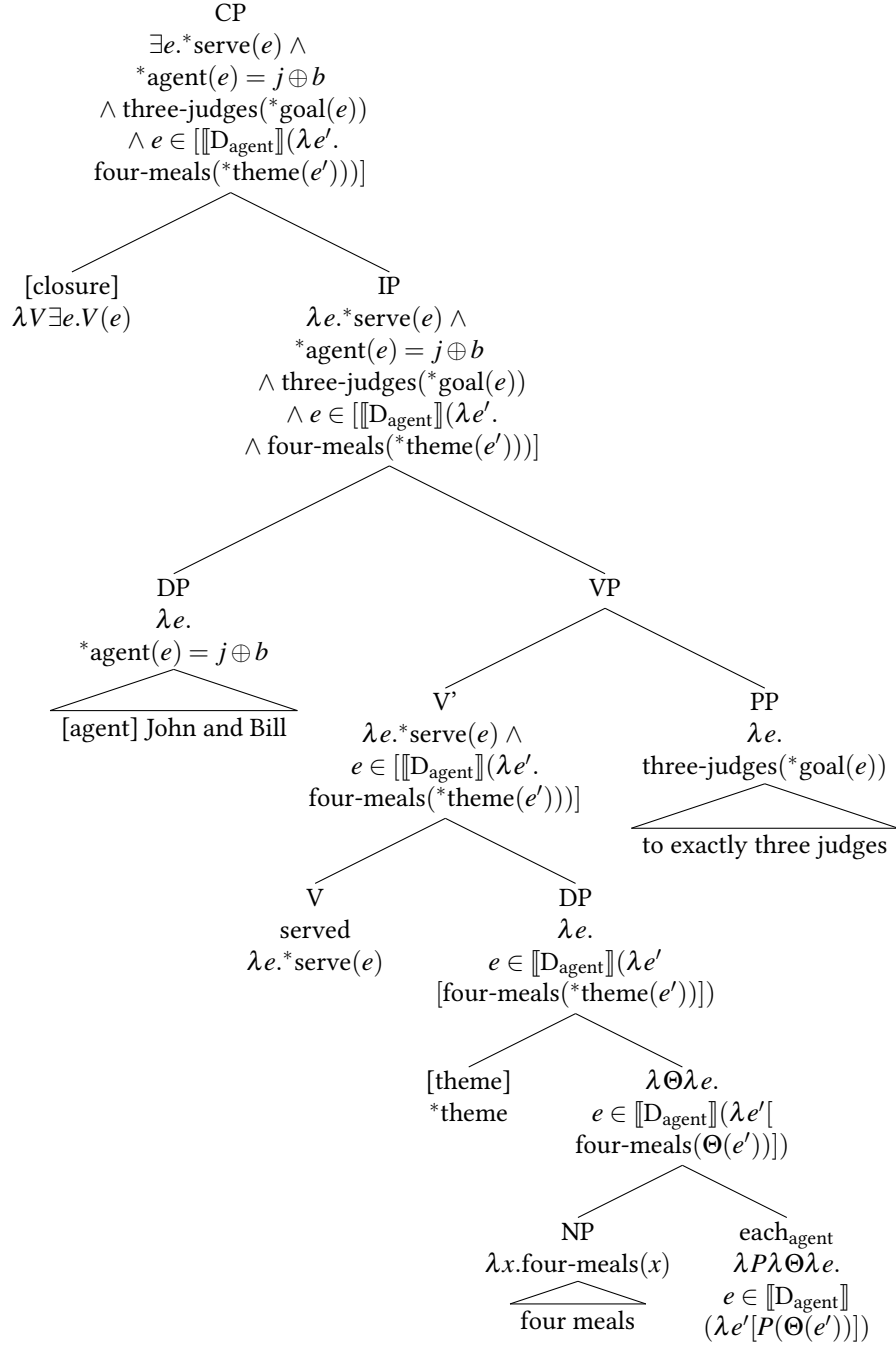 CP
∃e.*serve(e) ∧
*agent(e) = j ⊕ b
∧ three-judges(*goal(e))
∧ e ∈ [⟦D_agent⟧(λe′.
four-meals(*theme(e′)))]
[closure]
λV∃e.V(e)
IP
λe.*serve(e) ∧
*agent(e) = j ⊕ b
∧ three-judges(*goal(e))
∧ e ∈ [⟦D_agent⟧(λe′.
∧ four-meals(*theme(e′)))]
DP
λe.
*agent(e) = j ⊕ b
[agent] John and Bill
VP
V’
λe.*serve(e) ∧
e ∈ [⟦D_agent⟧(λe′.
four-meals(*theme(e′)))]
PP
λe.
three-judges(*goal(e))
to exactly three judges
V
served
λe.*serve(e)
DP
λe.
e ∈ ⟦D_agent⟧(λe′
[four-meals(*theme(e′))])
[theme]
*theme
λΘλe.
e ∈ ⟦D_agent⟧(λe′[
four-meals(Θ(e′))])
NP
λx.four-meals(x)
four meals
each_agent
λPλΘλe.
e ∈ ⟦D_agent⟧
(λe′[P(Θ(e′))])